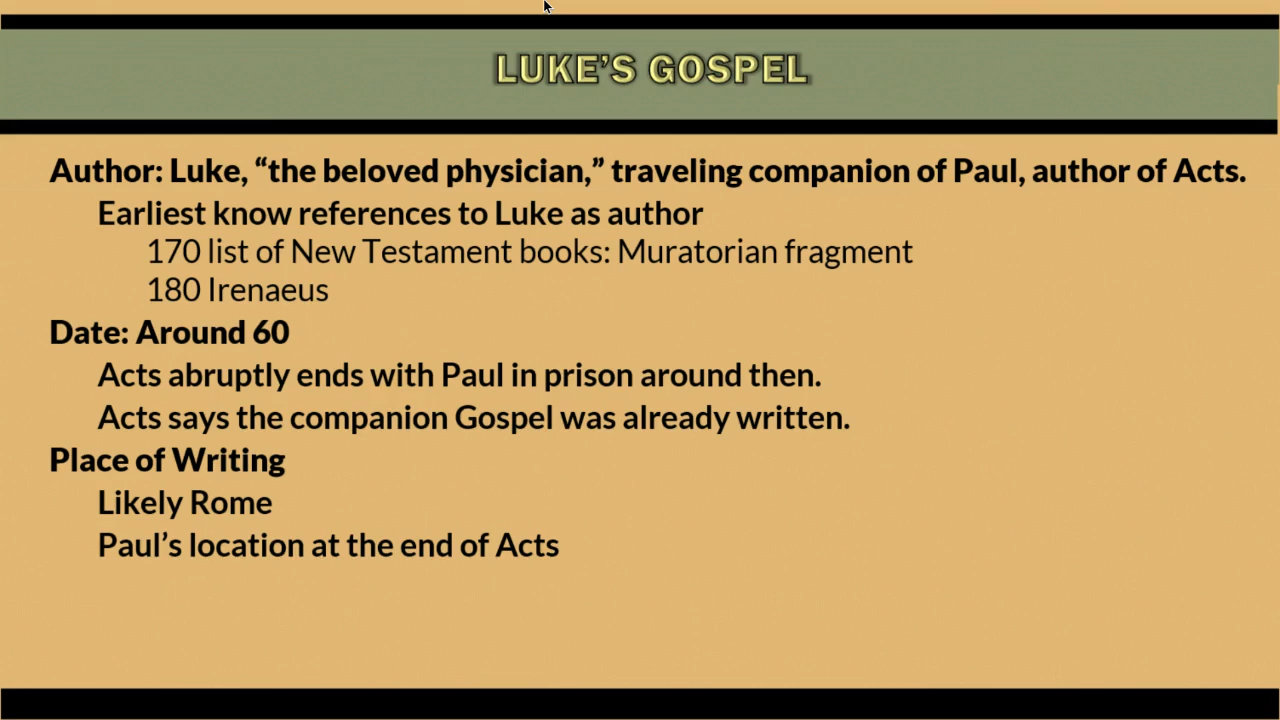 LUKE’S GOSPEL
Author: Luke, “the beloved physician,” traveling companion of Paul, author of Acts.
Earliest know references to Luke as author
170 list of New Testament books: Muratorian fragment
180 Irenaeus
Date: Around 60
Acts abruptly ends with Paul in prison around then.
Acts says the companion Gospel was already written.
Place of Writing
Likely Rome
Paul’s location at the end of Acts